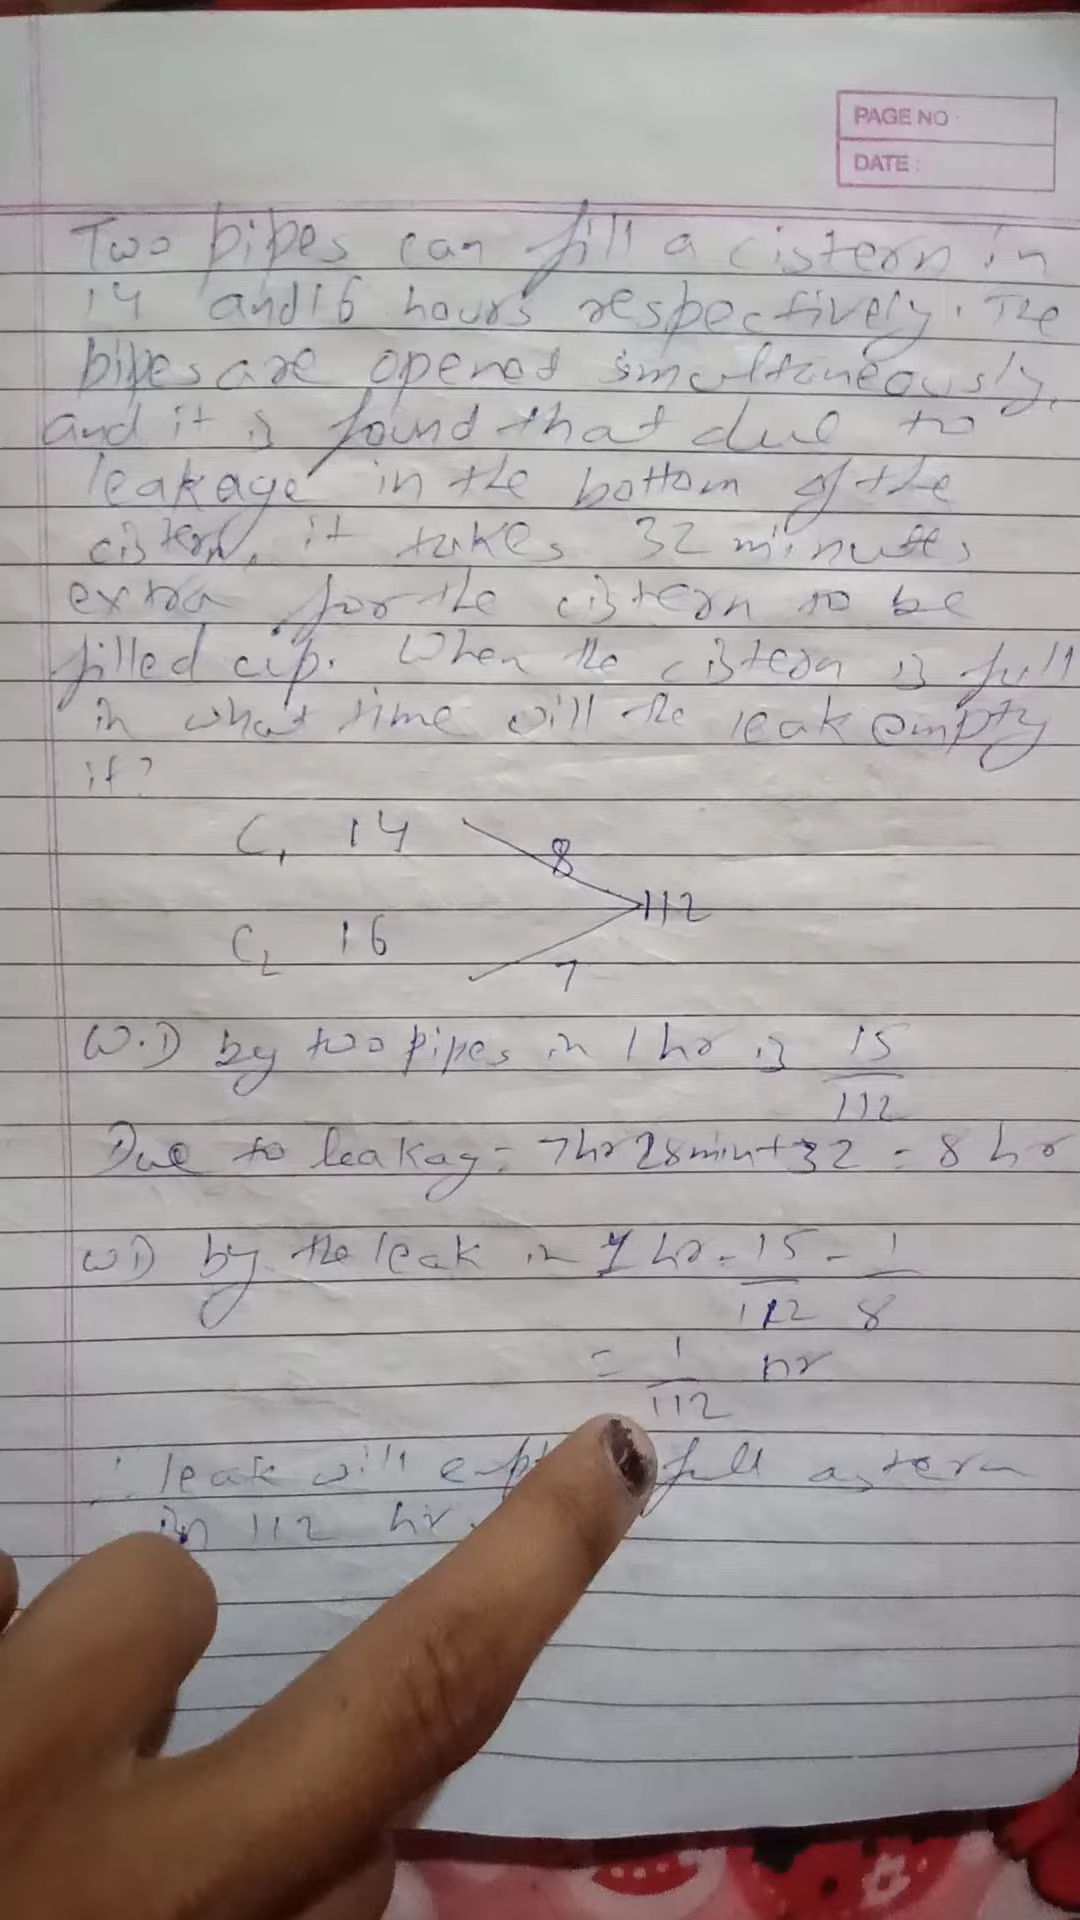 PAGE NO :
DATE :
Two pipes can fill a cistern in
14 and 16 hours respectively. The
pipes are opened simultaneously,
and it is found that due to
leakage in the bottom of the
cistern, it takes 32 minutes
extra for the cistern to be
filled up. When the cistern is full
in what time will the leak empty
it?
C1 14
8
112
C2 16
7
W.D by two pipes in 1 hr is 15/112
Due to leakag = 7hr 28min + 32 = 8 hr
WD by the leak in 1 hr = 15/112 - 1/8
= 1/112 hr
∴ leak will full cistern
in 112 hr.